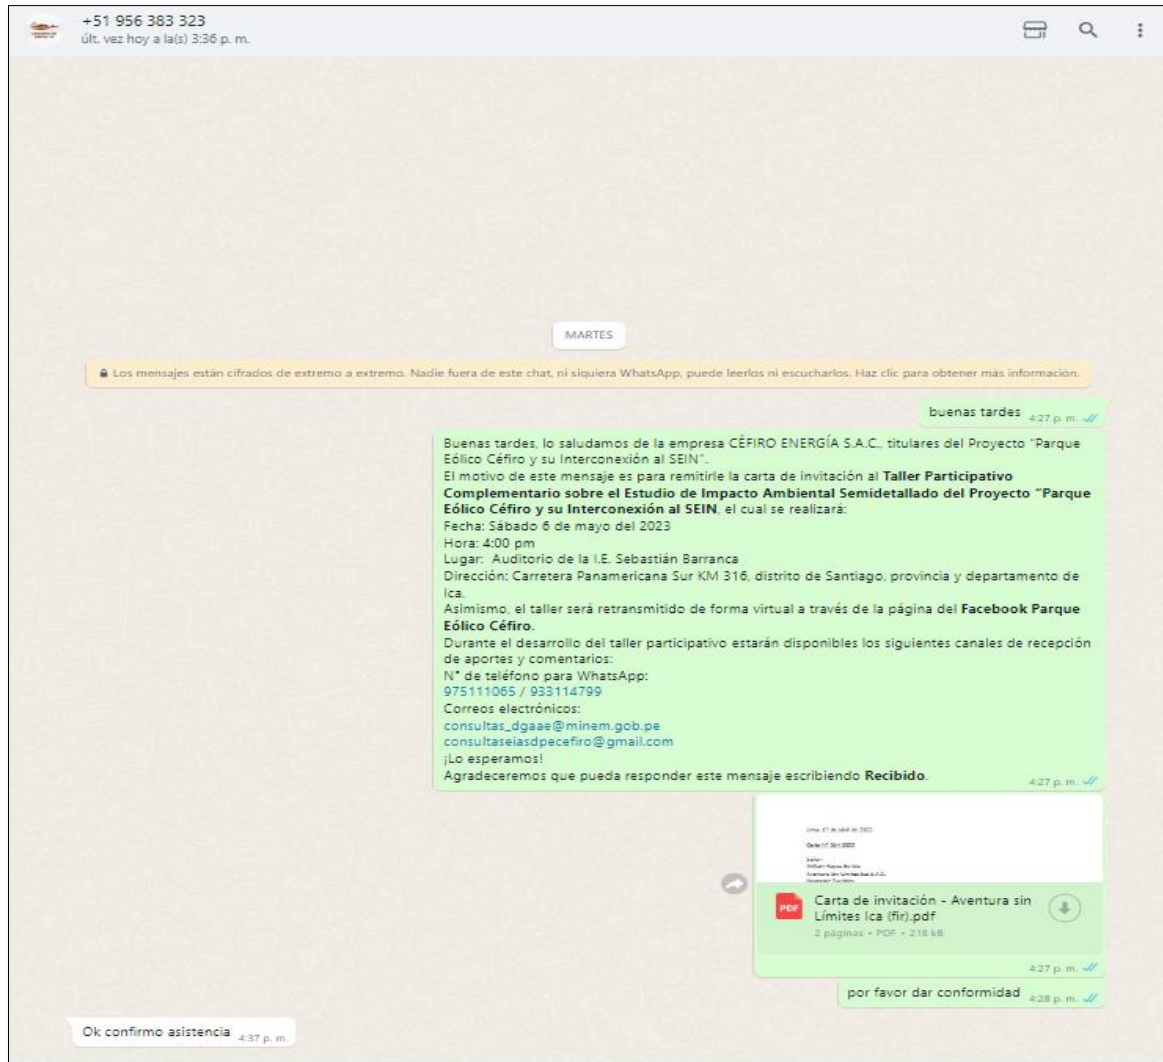 +51 956 383 323
últ. vez hoy a la(s) 3:36 p. m.
MARTES
Los mensajes están cifrados de extremo a extremo. Nadie fuera de este chat, ni siquiera WhatsApp, puede leerlos ni escucharlos. Haz clic para obtener más información.
buenas tardes 4:27 p. m.
Buenas tardes, lo saludamos de la empresa CÉFIRO ENERGÍA S.A.C., titulares del Proyecto "Parque
Eólico Céfiro y su Interconexión al SEIN".
El motivo de este mensaje es para remitirle la carta de invitación al Taller Participativo
Complementario sobre el Estudio de Impacto Ambiental Semidetallado del Proyecto "Parque
Eólico Céfiro y su Interconexión al SEIN, el cual se realizará:
Fecha: Sábado 6 de mayo del 2023
Hora: 4:00 pm
Lugar: Auditorio de la I.E. Sebastián Barranca
Dirección: Carretera Panamericana Sur KM 316, distrito de Santiago, provincia y departamento de
Ica.
Asimismo, el taller será retransmitido de forma virtual a través de la página del Facebook Parque
Eólico Céfiro.
Durante el desarrollo del taller participativo estarán disponibles los siguientes canales de recepción
de aportes y comentarios:
N° de teléfono para WhatsApp:
975111065 / 933114799
Correos electrónicos:
consultas_dgaae@minem.gob.pe
consultaseiasdpecefiro@gmail.com
¡Lo esperamos!
Agradeceremos que pueda responder este mensaje escribiendo Recibido. 4:27 p. m.
PDF
Carta de invitación - Aventura sin
Límites Ica (fir).pdf
2 páginas • PDF • 218 kB
4:27 p. m.
por favor dar conformidad 4:28 p. m.
Ok confirmo asistencia 4:37 p. m.